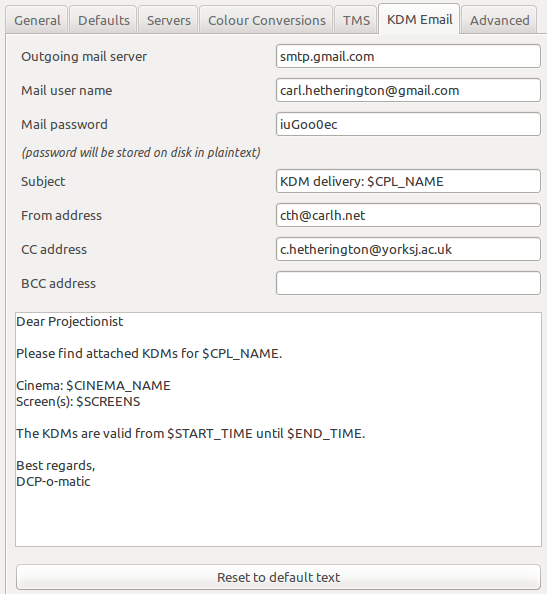 General Defaults Servers Colour Conversions TMS KDM Email Advanced
Outgoing mail server smtp.gmail.com
Mail user name carl.hetherington@gmail.com
Mail password iuGoo0ec
(password will be stored on disk in plaintext)
Subject KDM delivery: $CPL_NAME
From address cth@carlh.net
CC address c.hetherington@yorksj.ac.uk
BCC address
Dear Projectionist
Please find attached KDMs for $CPL_NAME.
Cinema: $CINEMA_NAME
Screen(s): $SCREENS
The KDMs are valid from $START_TIME until $END_TIME.
Best regards,
DCP-o-matic
Reset to default text